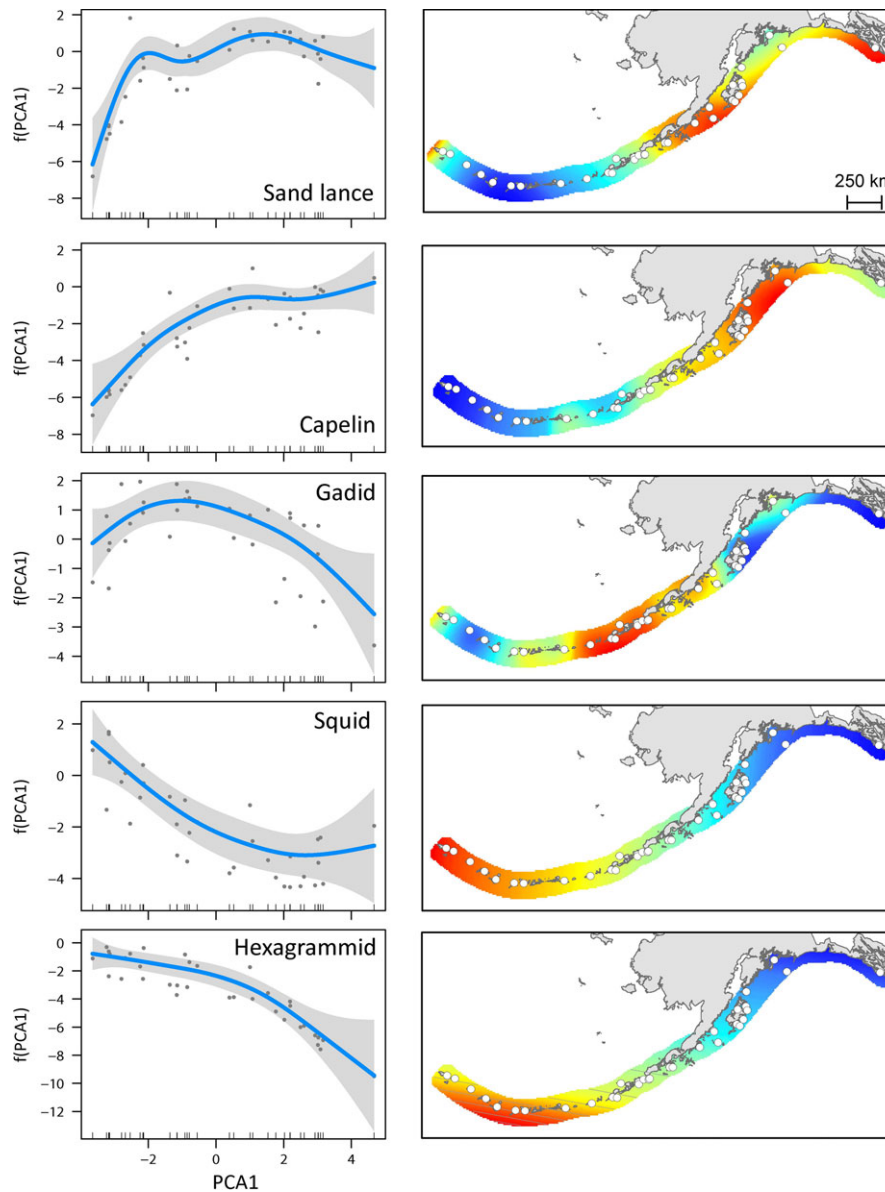 2
0
−2
−4
−6
−8
f(PCA1)
Sand lance
250 km
2
0
−2
−4
−6
−8
f(PCA1)
Capelin
2
1
0
−1
−2
−3
−4
f(PCA1)
Gadid
2
0
−2
−4
f(PCA1)
Squid
0
−2
−4
−6
−8
−10
−12
f(PCA1)
Hexagrammid
−2 0 2 4
PCA1